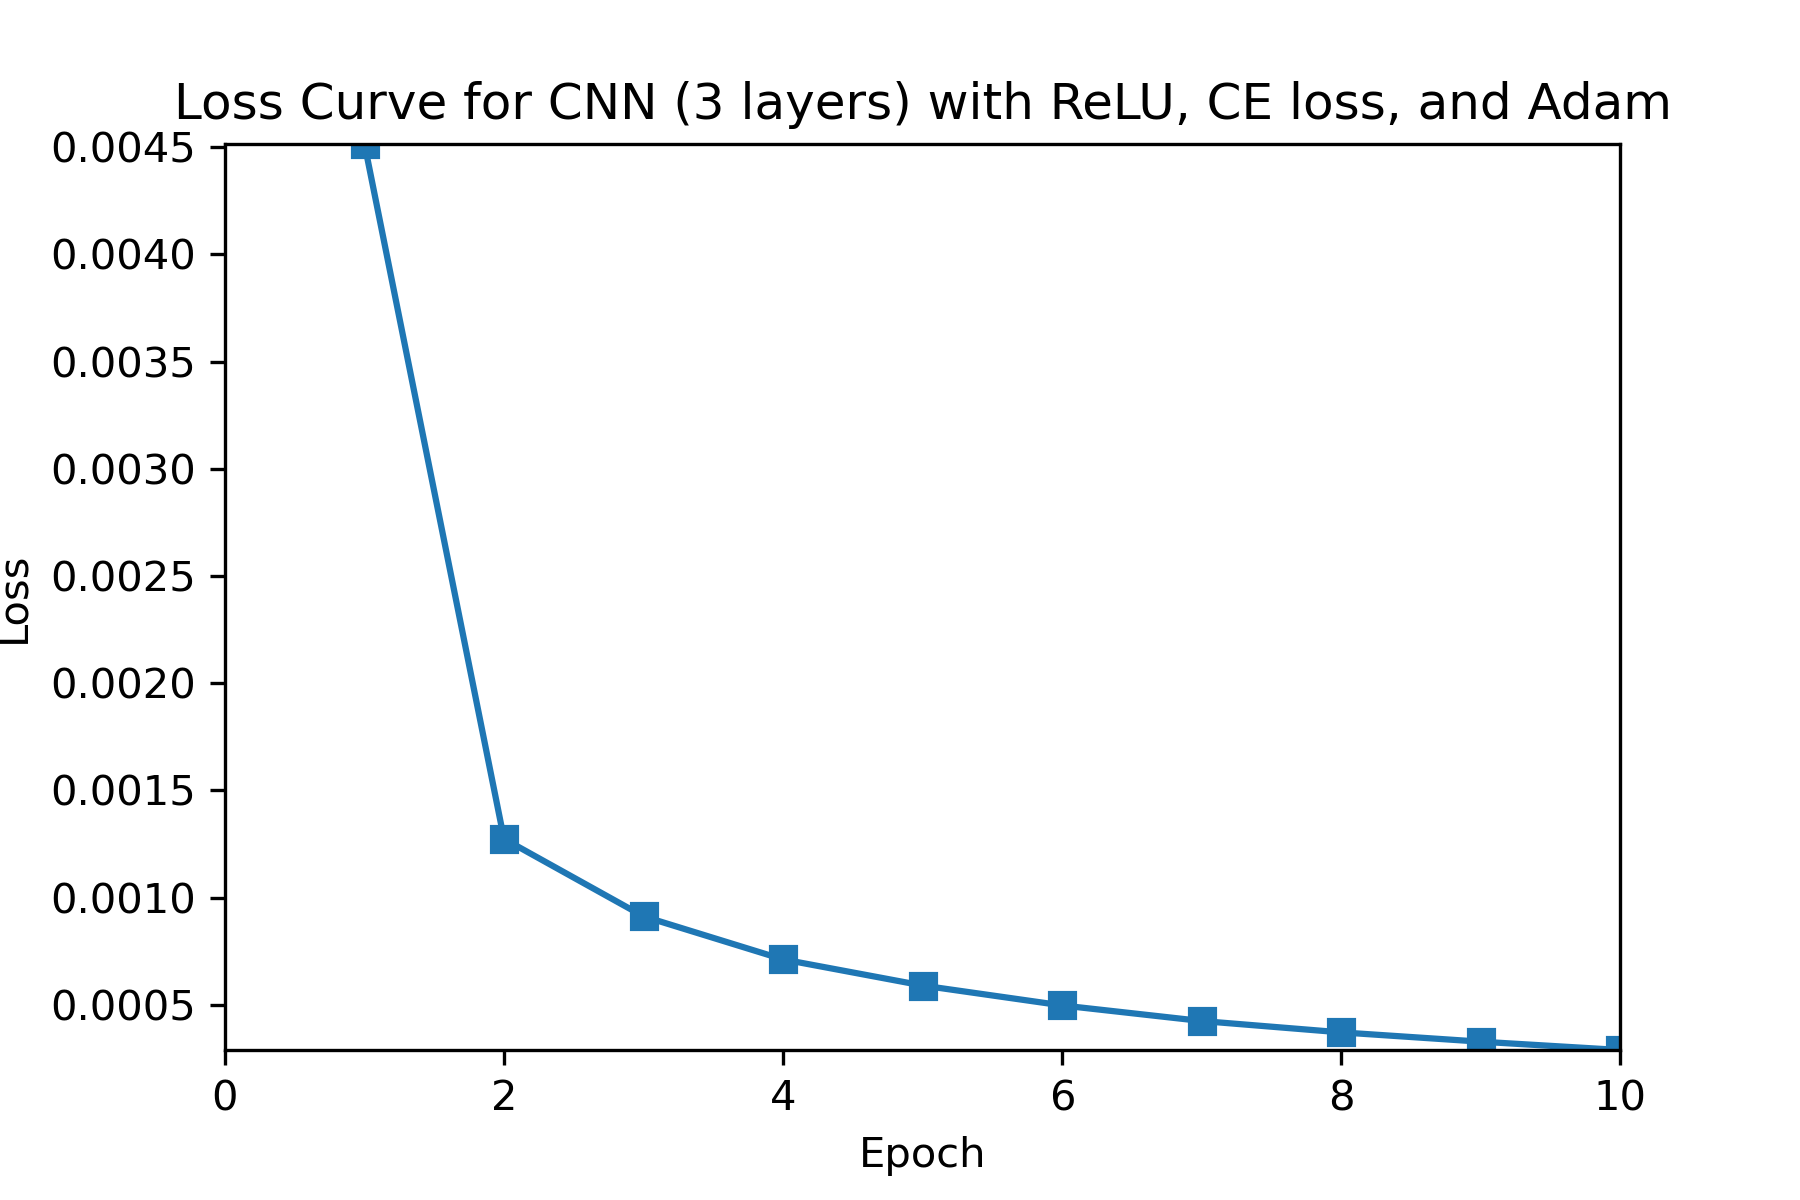 Loss Curve for CNN (3 layers) with ReLU, CE loss, and Adam
0.0045
0.0040
0.0035
0.0030
0.0025
0.0020
0.0015
0.0010
0.0005
Loss
0 2 4 6 8 10
Epoch